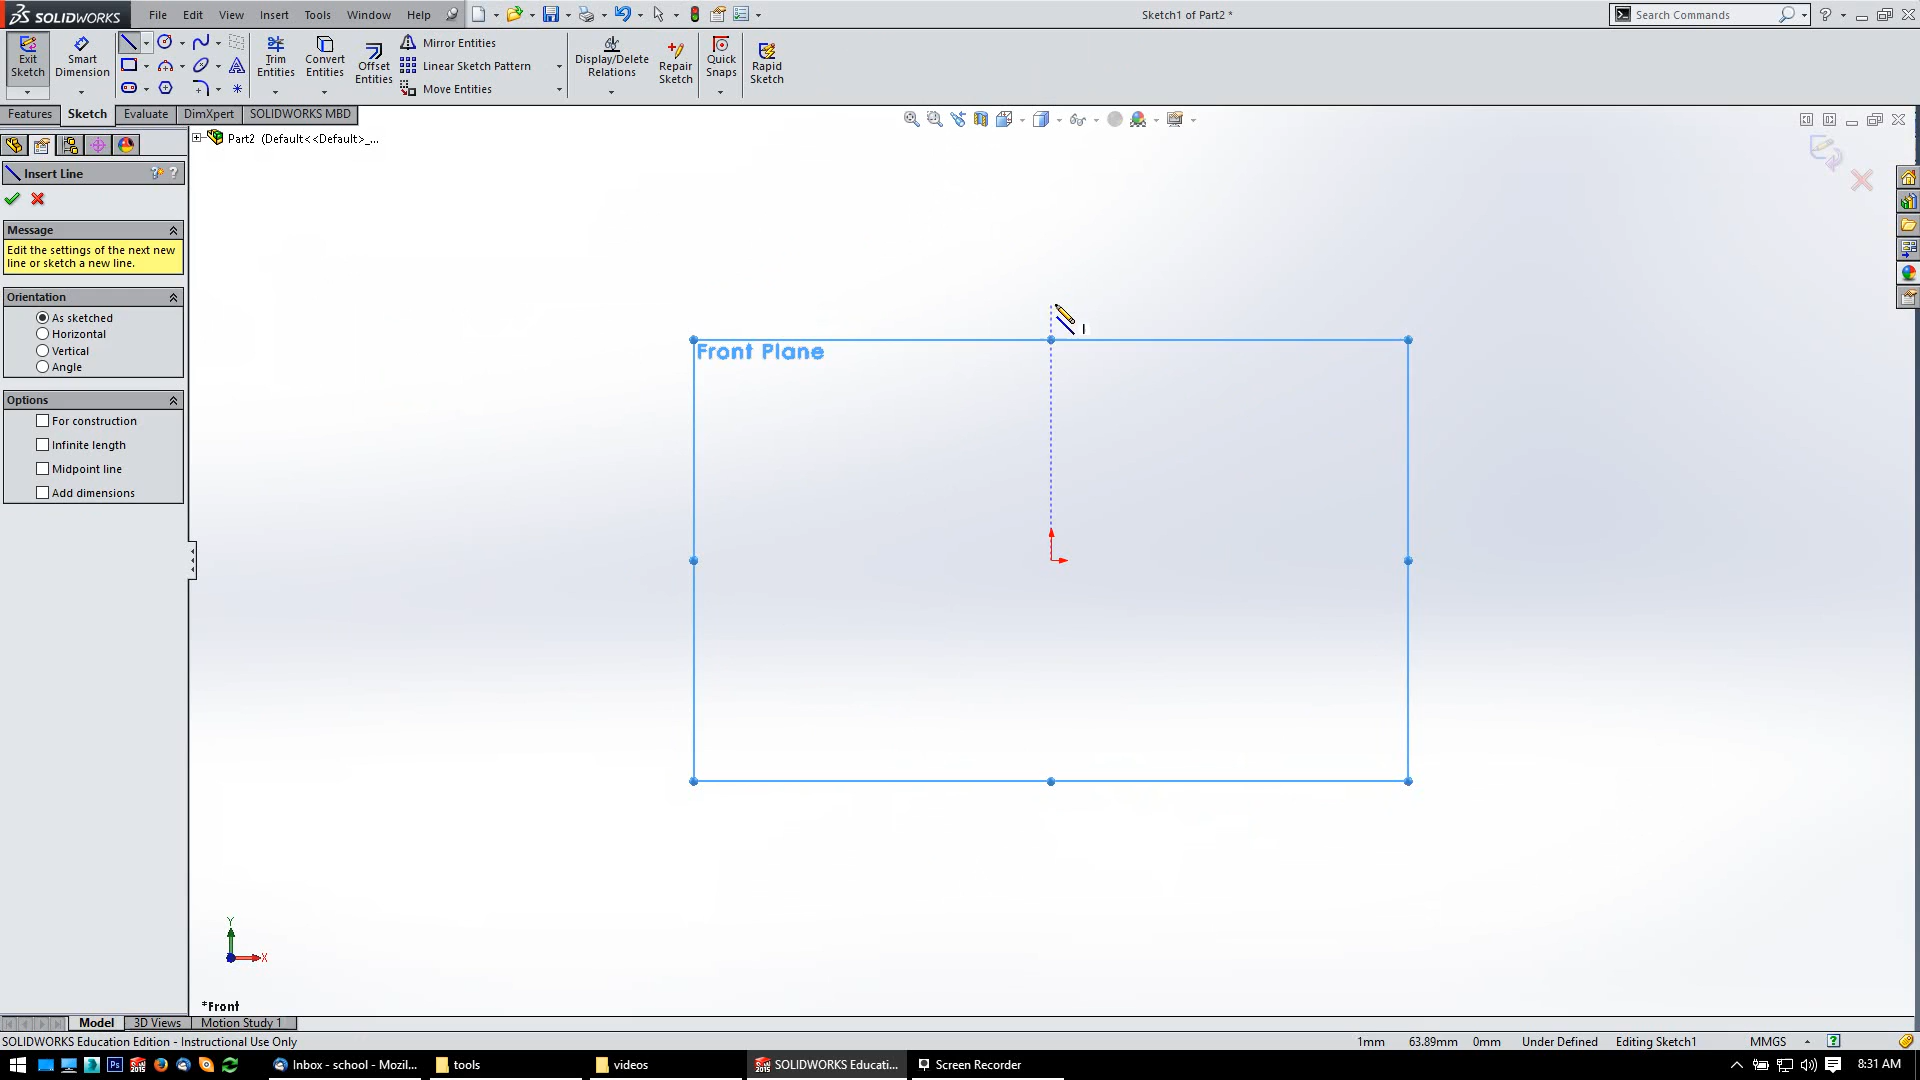 SOLIDWORKS
File Edit View Insert Tools Window Help
Sketch1 of Part2 *
Search Commands
Exit Sketch
Smart Dimension
Trim Entities
Convert Entities
Offset Entities
Mirror Entities
Linear Sketch Pattern
Move Entities
Display/Delete Relations
Repair Sketch
Quick Snaps
Rapid Sketch
Features Sketch Evaluate DimXpert SOLIDWORKS MBD
Part2 (Default<<Default>_...
Insert Line
Message
Edit the settings of the next new
line or sketch a new line.
Orientation
As sketched
Horizontal
Vertical
Angle
Options
For construction
Infinite length
Midpoint line
Add dimensions
Front Plane
Y
X
*Front
Model 3D Views Motion Study 1
SOLIDWORKS Education Edition - Instructional Use Only
1mm 63.89mm 0mm Under Defined Editing Sketch1 MMGS
Inbox - school - Mozil... tools videos SOLIDWORKS Educati... Screen Recorder
8:31 AM